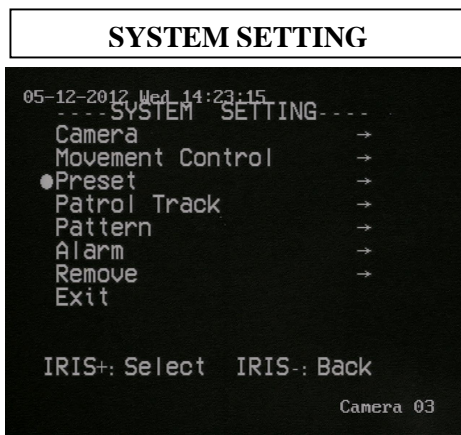 SYSTEM SETTING
05-12-2012 Wed 14:23:15
----SYSTEM SETTING----
Camera →
Movement Control →
●Preset →
Patrol Track →
Pattern →
Alarm →
Remove →
Exit
IRIS+: Select IRIS-: Back
Camera 03